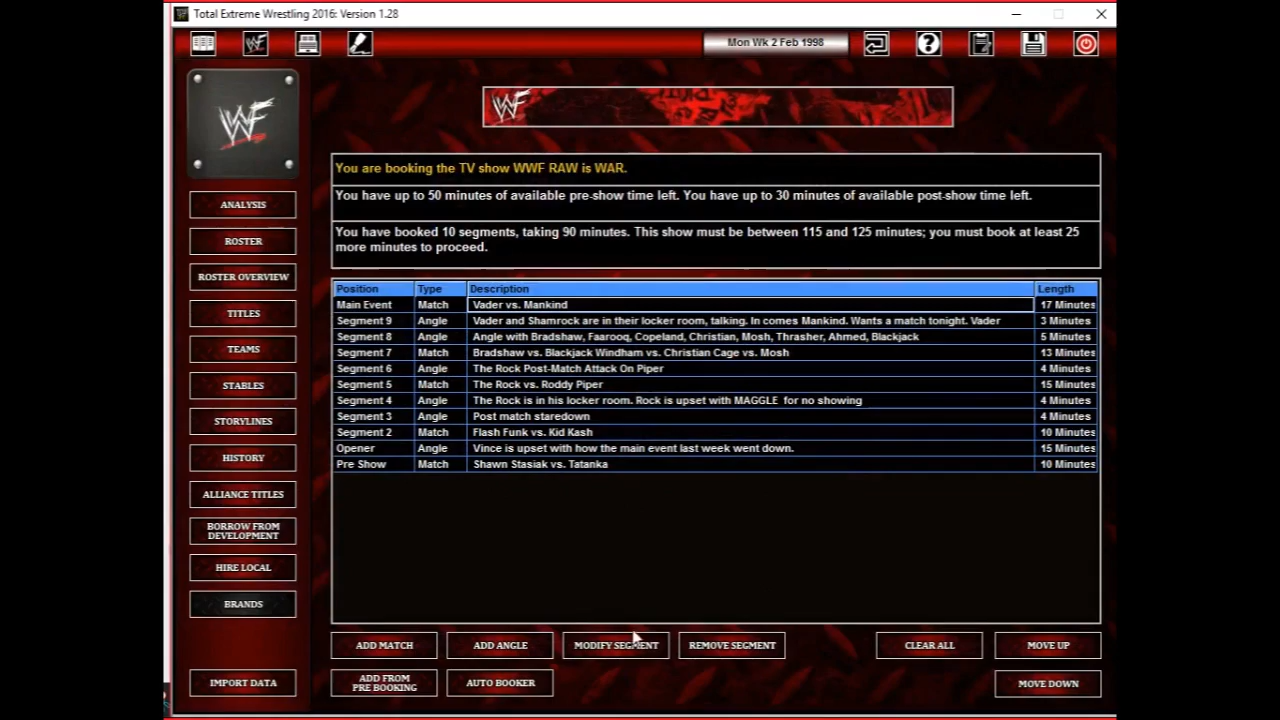 Total Extreme Wrestling 2016: Version 1.28
Mon Wk 2 Feb 1998
You are booking the TV show WWF RAW is WAR.
You have up to 50 minutes of available pre-show time left. You have up to 30 minutes of available post-show time left.
You have booked 10 segments, taking 90 minutes. This show must be between 115 and 125 minutes; you must book at least 25
more minutes to proceed.
ANALYSIS
ROSTER
ROSTER OVERVIEW
TITLES
TEAMS
STABLES
STORYLINES
HISTORY
ALLIANCE TITLES
BORROW FROM
DEVELOPMENT
HIRE LOCAL
BRANDS
IMPORT DATA
Position Type Description Length
Main Event Match Vader vs. Mankind 17 Minutes
Segment 9 Angle Vader and Shamrock are in their locker room, talking. In comes Mankind. Wants a match tonight. Vader 3 Minutes
Segment 8 Angle Angle with Bradshaw, Faarooq, Copeland, Christian, Mosh, Thrasher, Ahmed, Blackjack 5 Minutes
Segment 7 Match Bradshaw vs. Blackjack Windham vs. Christian Cage vs. Mosh 13 Minutes
Segment 6 Angle The Rock Post-Match Attack On Piper 4 Minutes
Segment 5 Match The Rock vs. Roddy Piper 15 Minutes
Segment 4 Angle The Rock is in his locker room. Rock is upset with MAGGLE for no showing 4 Minutes
Segment 3 Angle Post match staredown 4 Minutes
Segment 2 Match Flash Funk vs. Kid Kash 10 Minutes
Opener Angle Vince is upset with how the main event last week went down. 15 Minutes
Pre Show Match Shawn Stasiak vs. Tatanka 10 Minutes
ADD MATCH
ADD ANGLE
MODIFY SEGMENT
REMOVE SEGMENT
CLEAR ALL
MOVE UP
ADD FROM
PRE BOOKING
AUTO BOOKER
MOVE DOWN